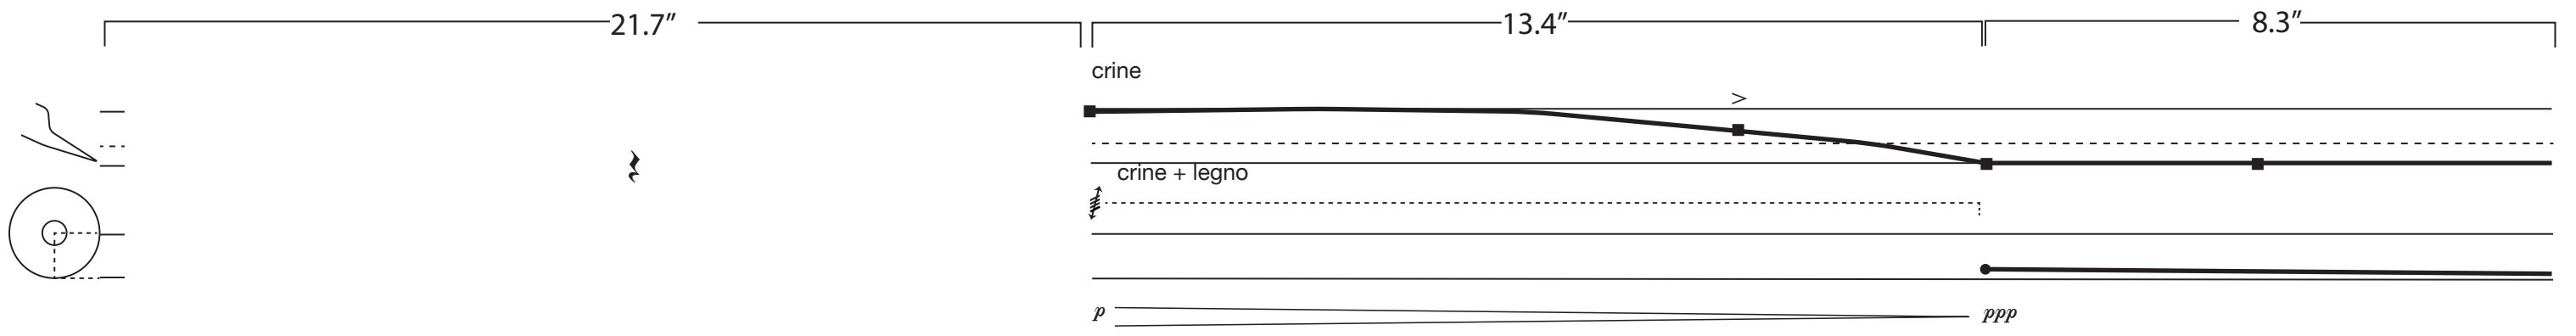 21.7″ 13.4″ 8.3″
crine
>
crine + legno
p ppp